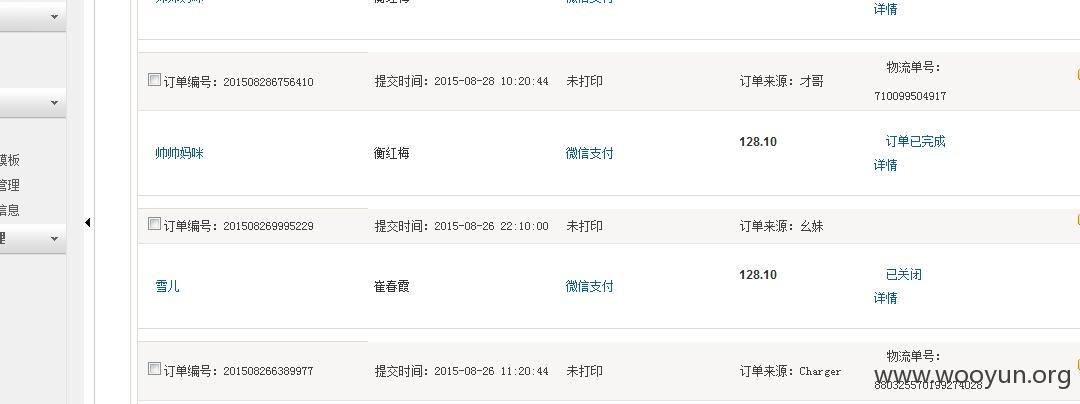 详情
订单编号：201508286756410 提交时间：2015-08-28 10:20:44 未打印 订单来源：才哥 物流单号：
710099504917
帅帅妈咪 衡红梅 微信支付 128.10 订单已完成
详情
模板
管理
信息
订单编号：201508269995229 提交时间：2015-08-26 22:10:00 未打印 订单来源：幺妹
理
雪儿 崔春霞 微信支付 128.10 已关闭
详情
订单编号：201508266389977 提交时间：2015-08-26 11:20:44 未打印 订单来源：Charger 物流单号：
880325570199274028
www.wooyun.org